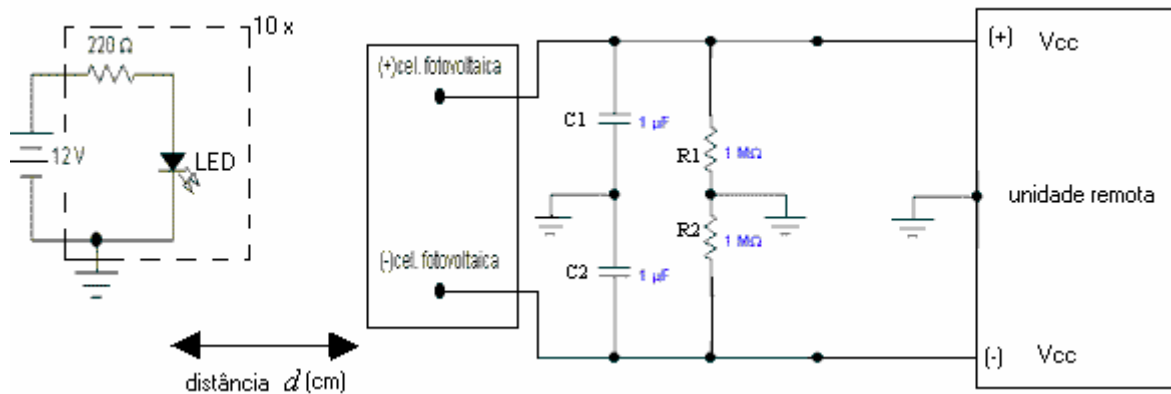 10 x
220 Ω
12 V
LED
distância d (cm)
(+)cel. fotovoltaica
(-)cel. fotovoltaica
C1
1 µF
R1
1 MΩ
R2
1 MΩ
C2
1 µF
(+) Vcc
unidade remota
(-) Vcc